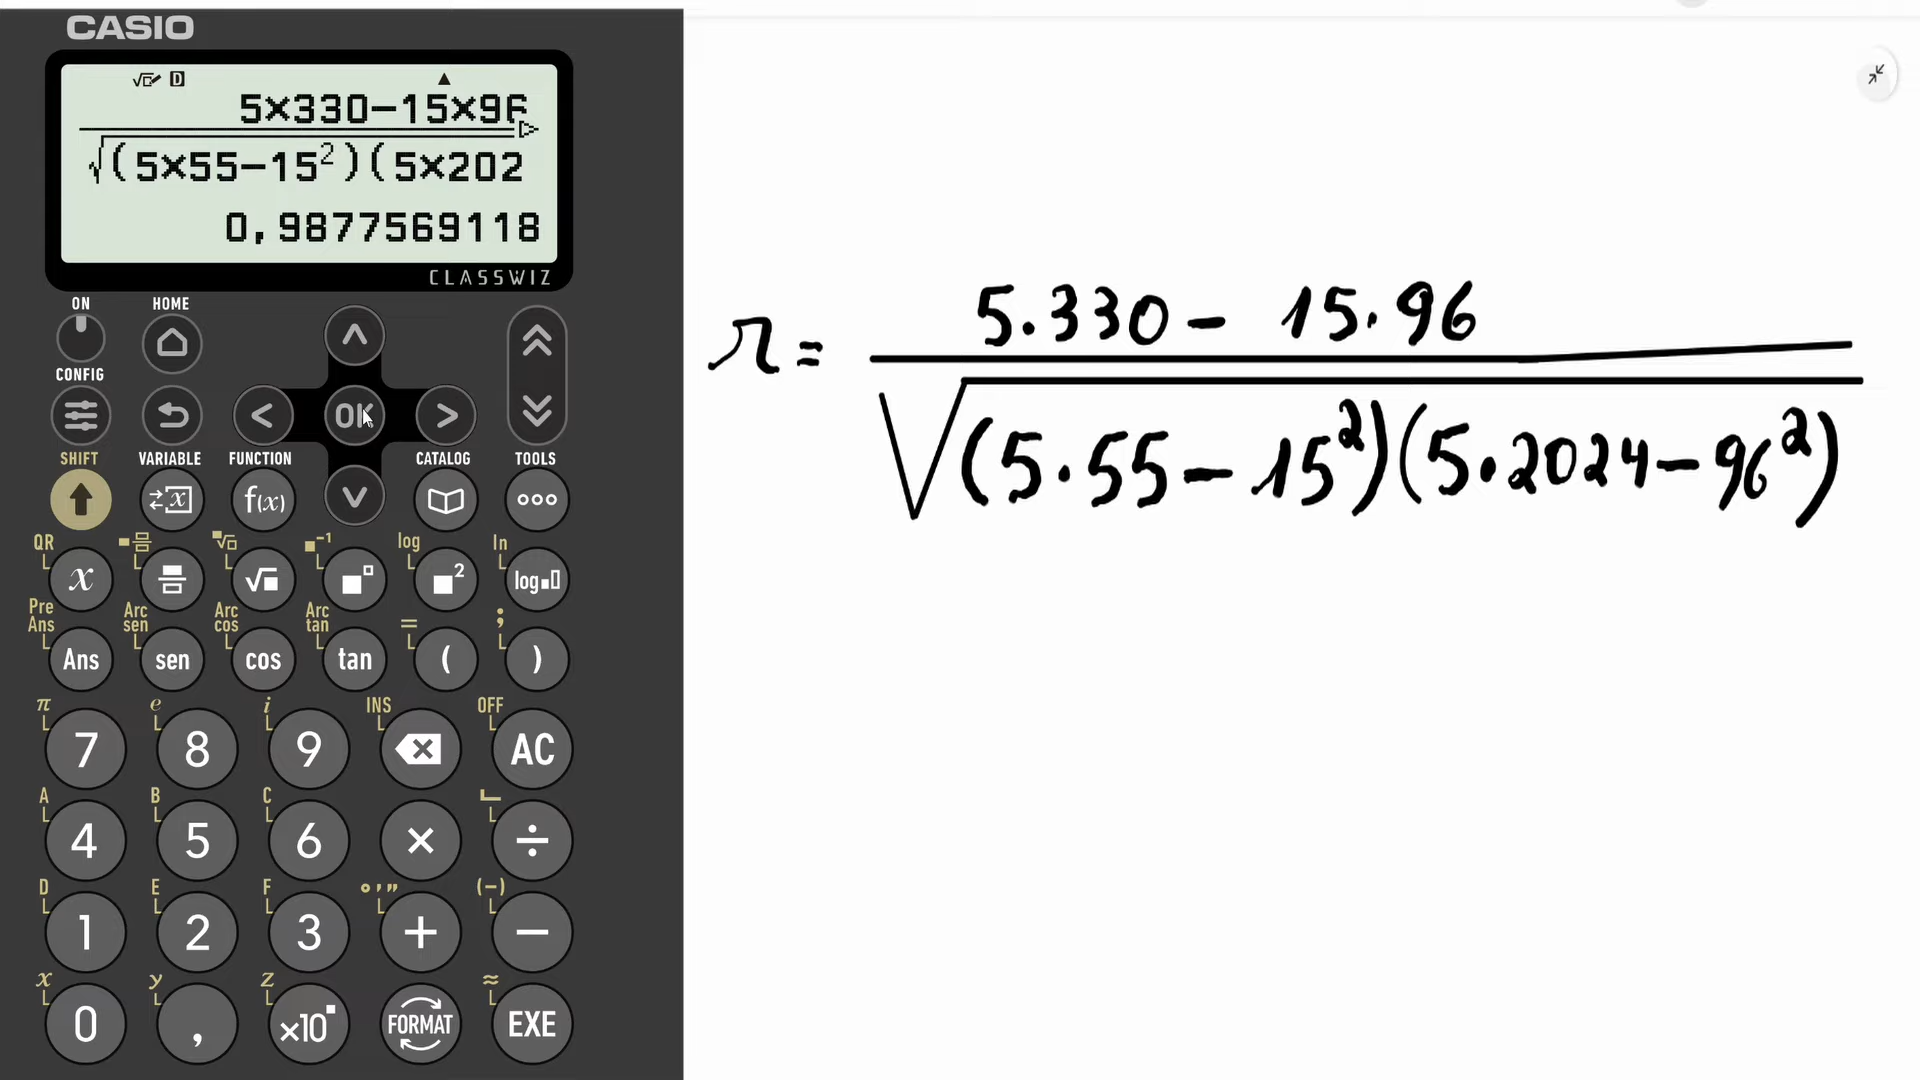 CASIO
√ D ▲
5×330−15×96
√(5×55−15²)(5×202
0,9877569118
CLASSWIZ
ON HOME
CONFIG
< OK >
SHIFT VARIABLE FUNCTION CATALOG TOOLS
x f(x)
QR log ln
x √■ ■² log
Pre Ans Arc sen Arc cos Arc tan = ;
Ans sen cos tan ( )
π e i INS OFF
7 8 9 AC
A B C
4 5 6 × ÷
D E F ° ′ ″ (−)
1 2 3 + −
x y z ≈
0 , ×10■ FORMAT EXE
5.330 − 15.96
r =
√(5.55 − 15²)(5.2024 − 96²)